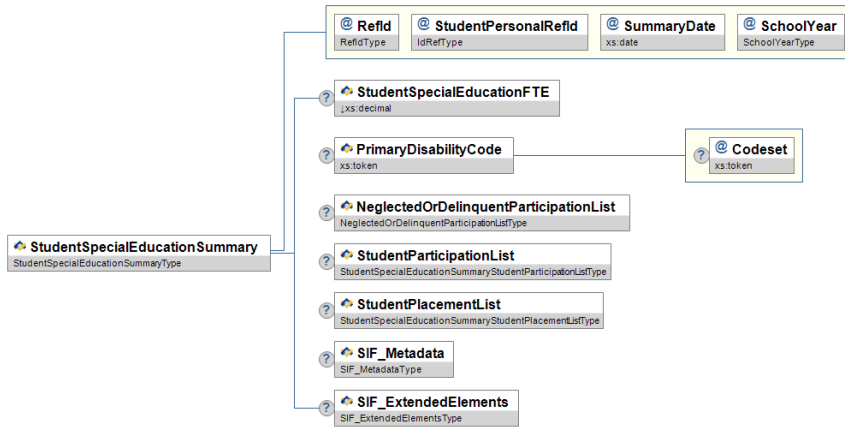 @ RefId
RefIdType
@ StudentPersonalRefId
IdRefType
@ SummaryDate
xs:date
@ SchoolYear
SchoolYearType
? StudentSpecialEducationFTE
↓xs:decimal
? PrimaryDisabilityCode
xs:token
? @ Codeset
xs:token
? NeglectedOrDelinquentParticipationList
NeglectedOrDelinquentParticipationListType
StudentSpecialEducationSummary
StudentSpecialEducationSummaryType
? StudentParticipationList
StudentSpecialEducationSummaryStudentParticipationListType
? StudentPlacementList
StudentSpecialEducationSummaryStudentPlacementListType
? SIF_Metadata
SIF_MetadataType
? SIF_ExtendedElements
SIF_ExtendedElementsType